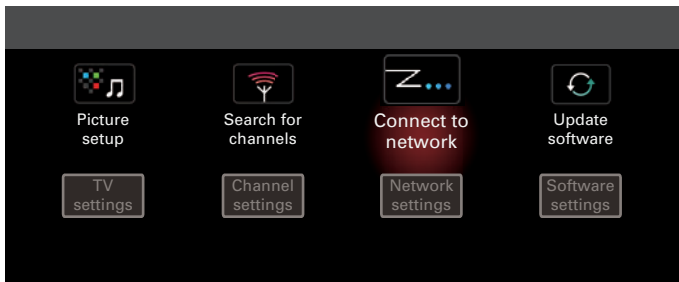 Picture
setup
Search for
channels
Connect to
network
Update
software
TV
settings
Channel
settings
Network
settings
Software
settings